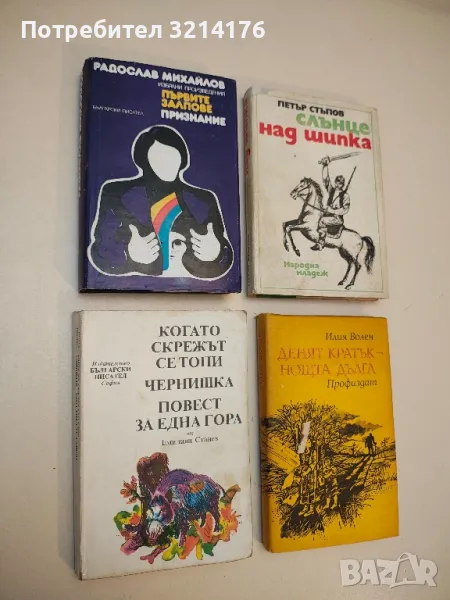 Потребител 3214176
РАДОСЛАВ МИХАЙЛОВ
ИЗБРАНИ ПРОИЗВЕДЕНИЯ
ПЪРВИТЕ
ЗАЛПОВЕ
ПРИЗНАНИЕ
БЪЛГАРСКИ ПИСАТЕЛ
ПЕТЪР СТЪПОВ
СЛЪНЦЕ
НАД ШИПКА
Народна
младеж
КОГАТО
СКРЕЖЪТ
СЕ ТОПИ
ЧЕРНИШКА
ПОВЕСТ
ЗА ЕДНА ГОРА
от
Емилиян Станев
Издателство
БЪЛГАРСКИ
ПИСАТЕЛ
София
Илия Волен
ДЕНЯТ КРАТЪК-
НОЩТА ДЪЛГА
Профиздат
BAZAR